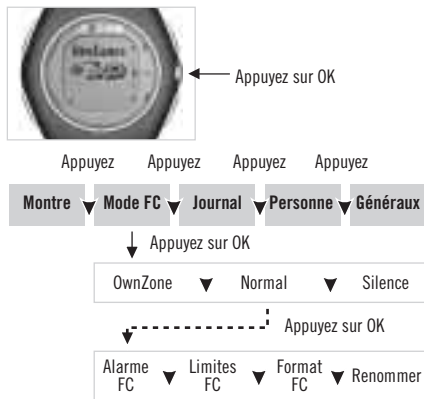 Appuyez sur OK
Appuyez Appuyez Appuyez Appuyez
Montre Mode FC Journal Personne Généraux
Appuyez sur OK
OwnZone Normal Silence
Appuyez sur OK
Alarme FC Limites FC Format FC Renommer